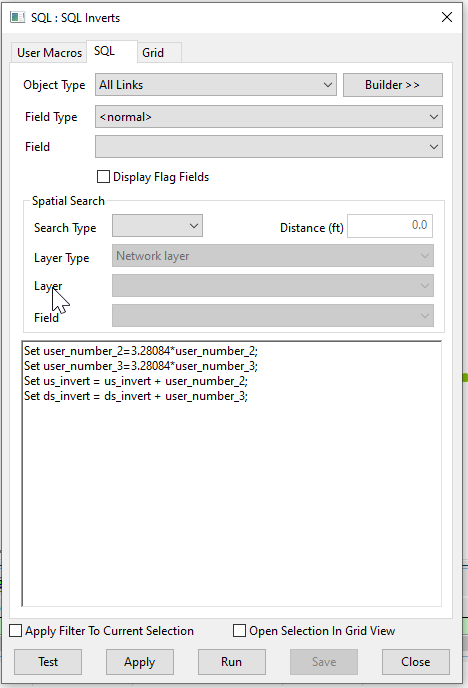 SQL : SQL Inverts
User Macros SQL Grid
Object Type All Links Builder >>
Field Type <normal>
Field
Display Flag Fields
Spatial Search
Search Type Distance (ft) 0.0
Layer Type Network layer
Layer
Field
Set user_number_2=3.28084*user_number_2;
Set user_number_3=3.28084*user_number_3;
Set us_invert = us_invert + user_number_2;
Set ds_invert = ds_invert + user_number_3;
Apply Filter To Current Selection Open Selection In Grid View
Test Apply Run Save Close